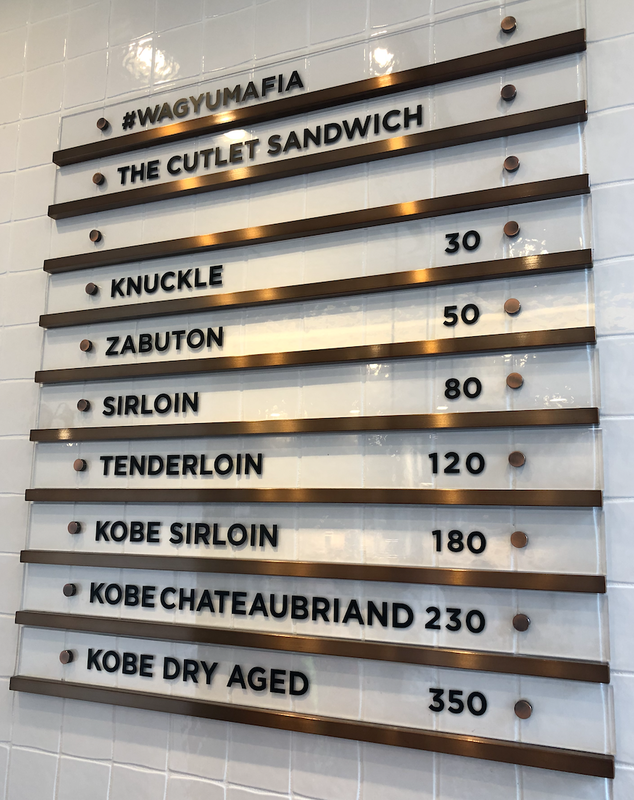 #WAGYUMAFIA
THE CUTLET SANDWICH
KNUCKLE 30
ZABUTON 50
SIRLOIN 80
TENDERLOIN 120
KOBE SIRLOIN 180
KOBE CHATEAUBRIAND 230
KOBE DRY AGED 350